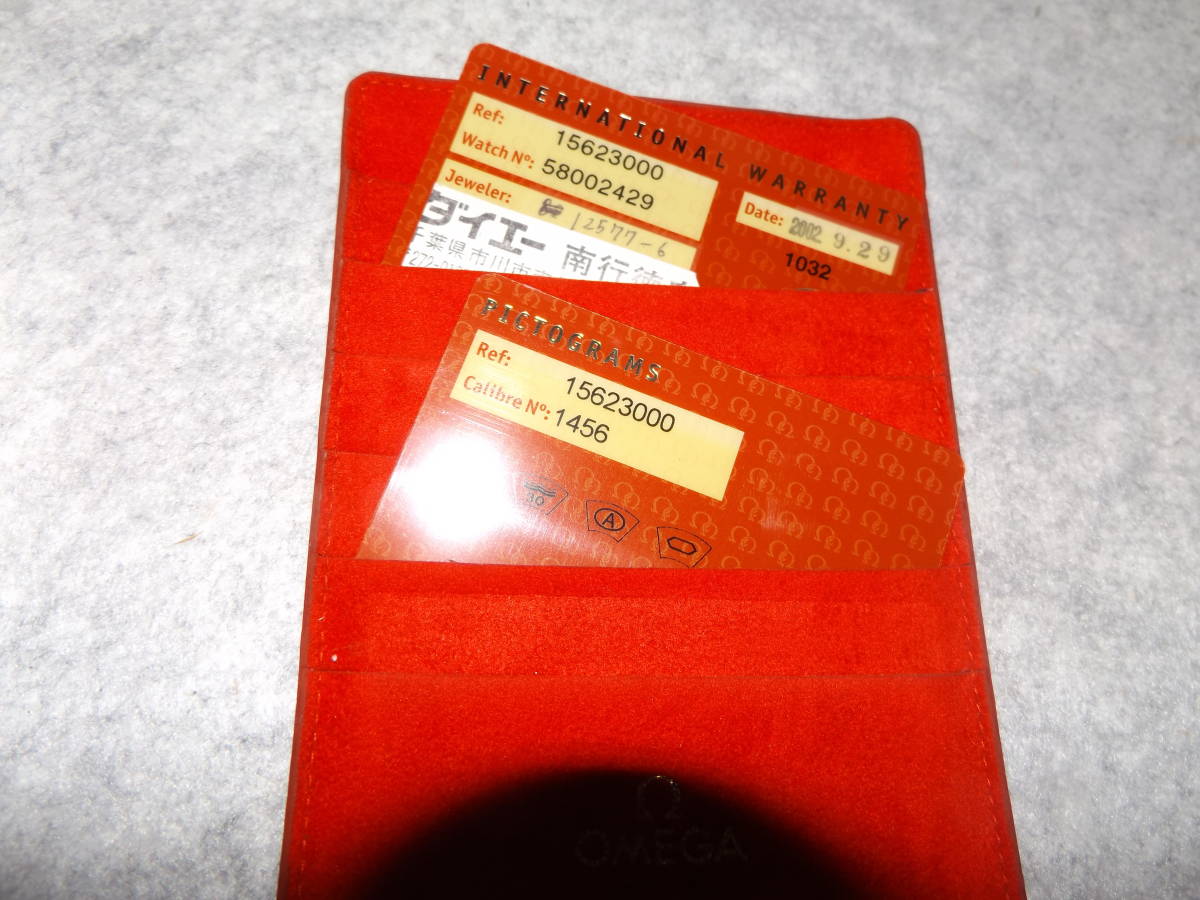 INTERNATIONAL WARRANTY
Ref: 15623000
Watch Nº: 58002429
Jeweler: 12577-6
Date: 2002 9.29
1032
ダイエー 南行徳
千葉県市川市
PICTOGRAMS
Ref: 15623000
Calibre Nº: 1456
30
A
Ω
OMEGA